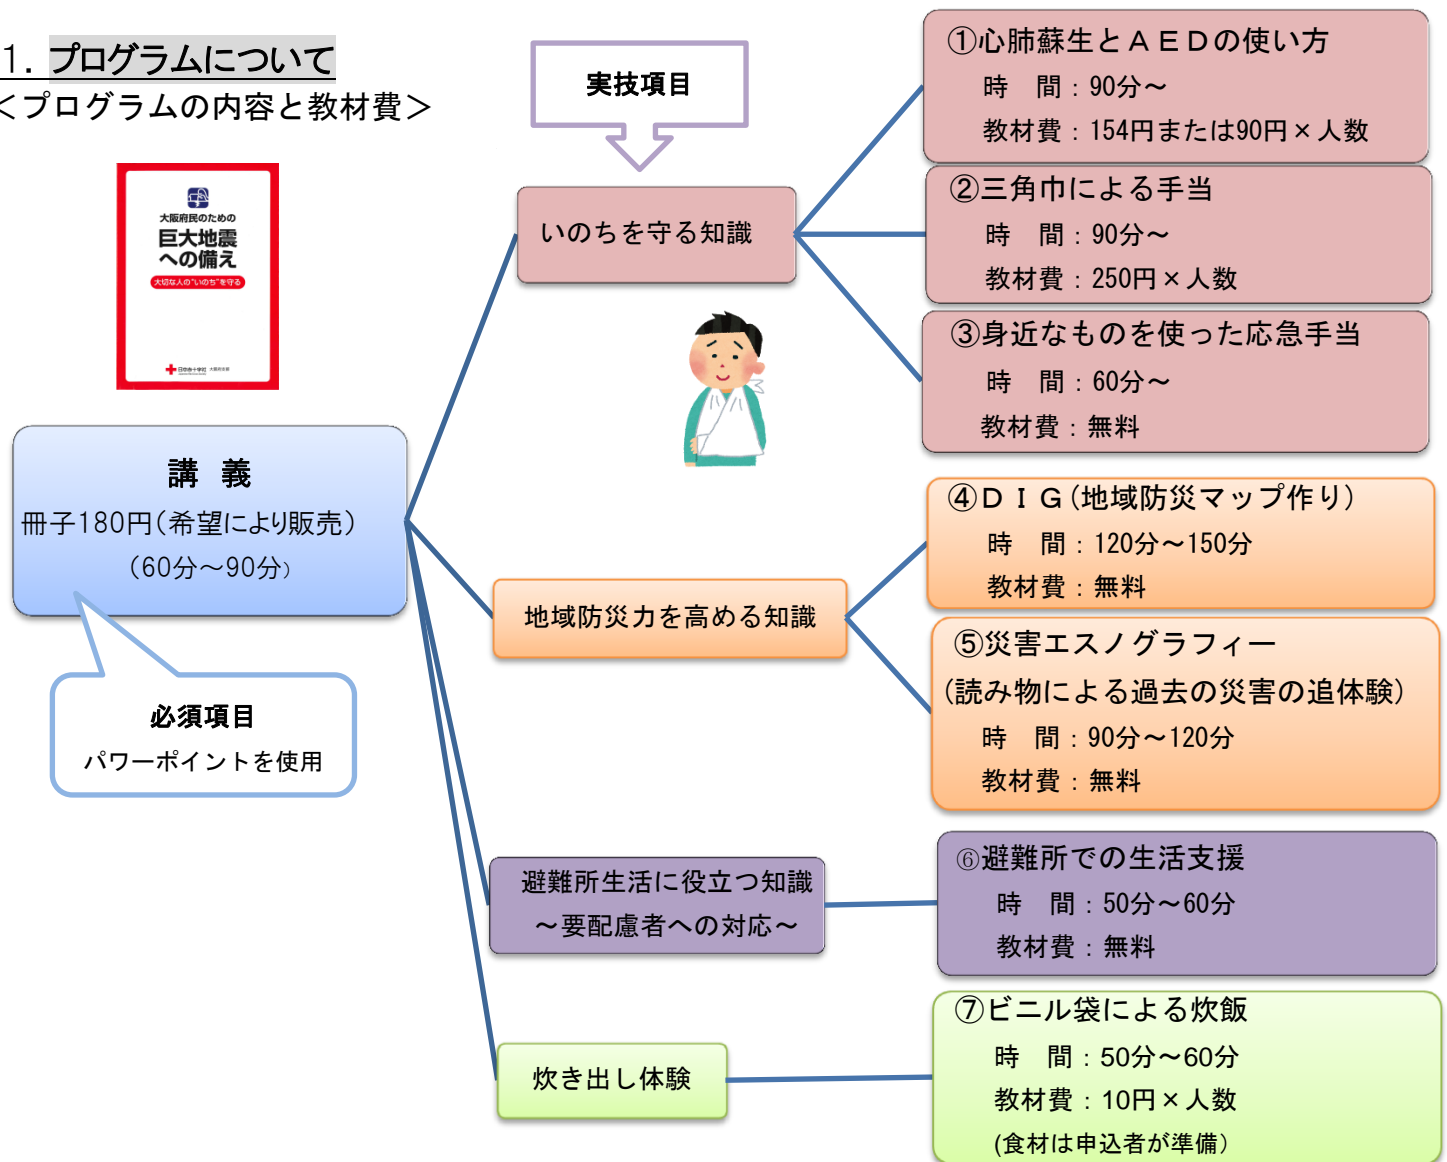 1. プログラムについて
＜プログラムの内容と教材費＞
大阪府民のための
巨大地震
への備え
大切な人の"いのち"を守る
日本赤十字社 大阪府支部
講 義
冊子180円（希望により販売）
（60分～90分）
必須項目
パワーポイントを使用
実技項目
いのちを守る知識
①心肺蘇生とＡＥＤの使い方
時 間：90分～
教材費：154円または90円×人数
②三角巾による手当
時 間：90分～
教材費：250円×人数
③身近なものを使った応急手当
時 間：60分～
教材費：無料
地域防災力を高める知識
④ＤＩＧ(地域防災マップ作り)
時 間：120分～150分
教材費：無料
⑤災害エスノグラフィー
(読み物による過去の災害の追体験)
時 間：90分～120分
教材費：無料
避難所生活に役立つ知識
～要配慮者への対応～
⑥避難所での生活支援
時 間：50分～60分
教材費：無料
炊き出し体験
⑦ビニル袋による炊飯
時 間：50分～60分
教材費：10円×人数
(食材は申込者が準備）